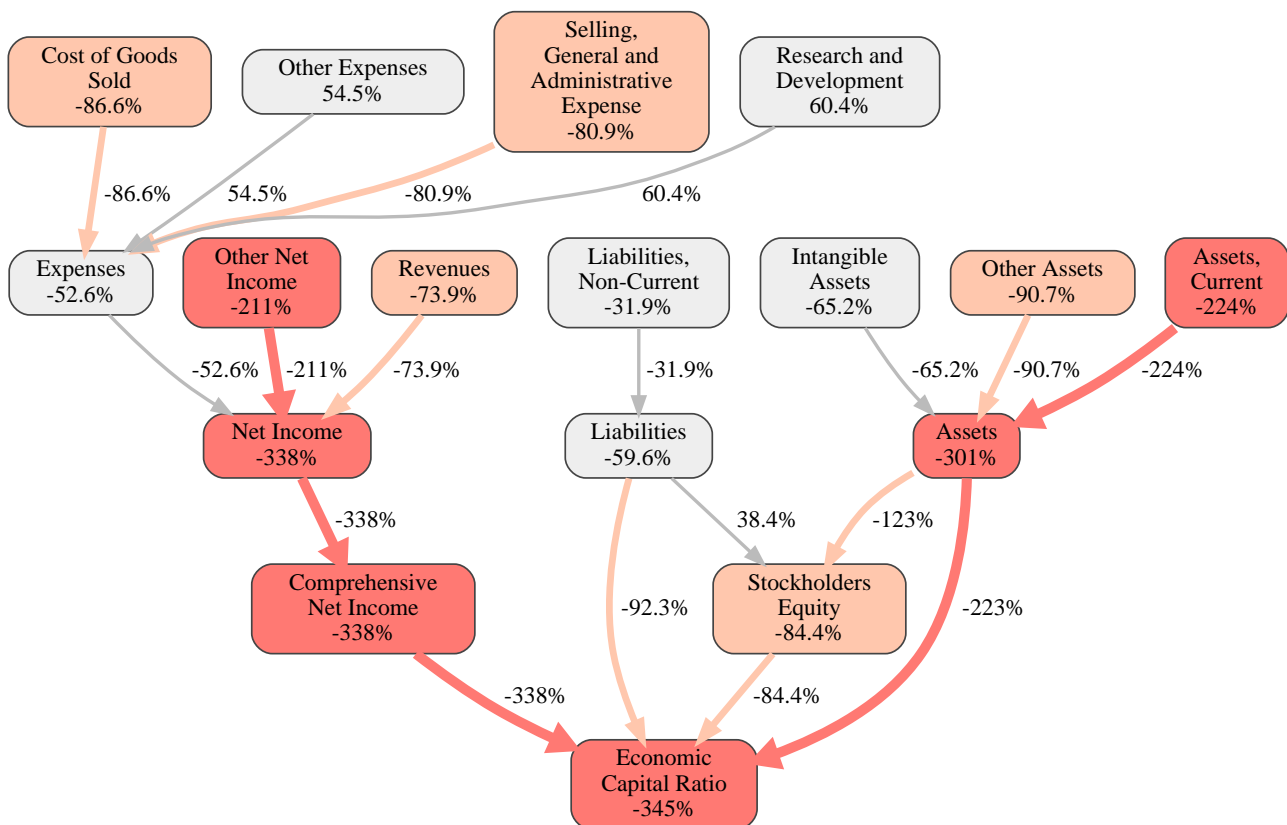 Cost of Goods
Sold
-86.6%
Other Expenses
54.5%
Selling,
General and
Administrative
Expense
-80.9%
Research and
Development
60.4%
-86.6%
54.5%
-80.9%
60.4%
Expenses
-52.6%
Other Net
Income
-211%
Revenues
-73.9%
Liabilities,
Non-Current
-31.9%
Intangible
Assets
-65.2%
Other Assets
-90.7%
Assets,
Current
-224%
-52.6%
-211%
-73.9%
-31.9%
-65.2%
-90.7%
-224%
Net Income
-338%
Liabilities
-59.6%
Assets
-301%
-338%
38.4%
-123%
Comprehensive
Net Income
-338%
-92.3%
Stockholders
Equity
-84.4%
-223%
-338%
-84.4%
Economic
Capital Ratio
-345%